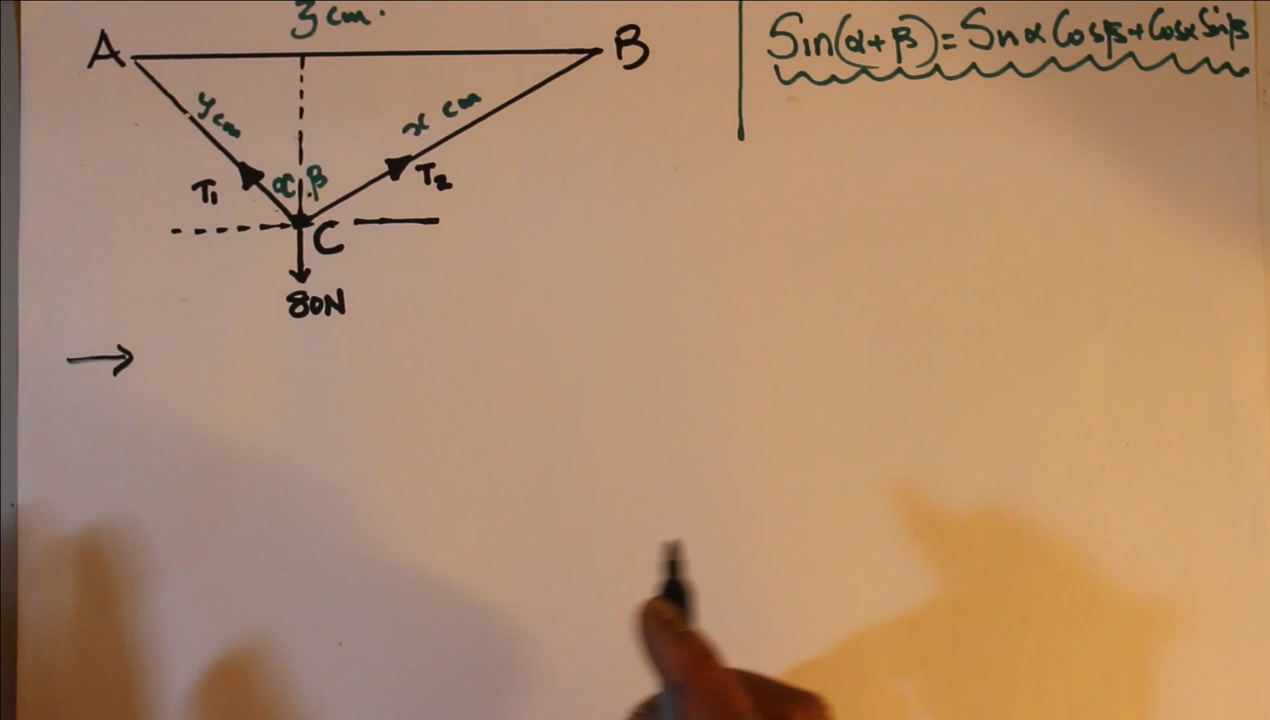 3 cm.
A B
y cm x cm
T₁ α β T₂
C
80N
Sin(α+β)=Sinα Cosβ+Cosα Sinβ